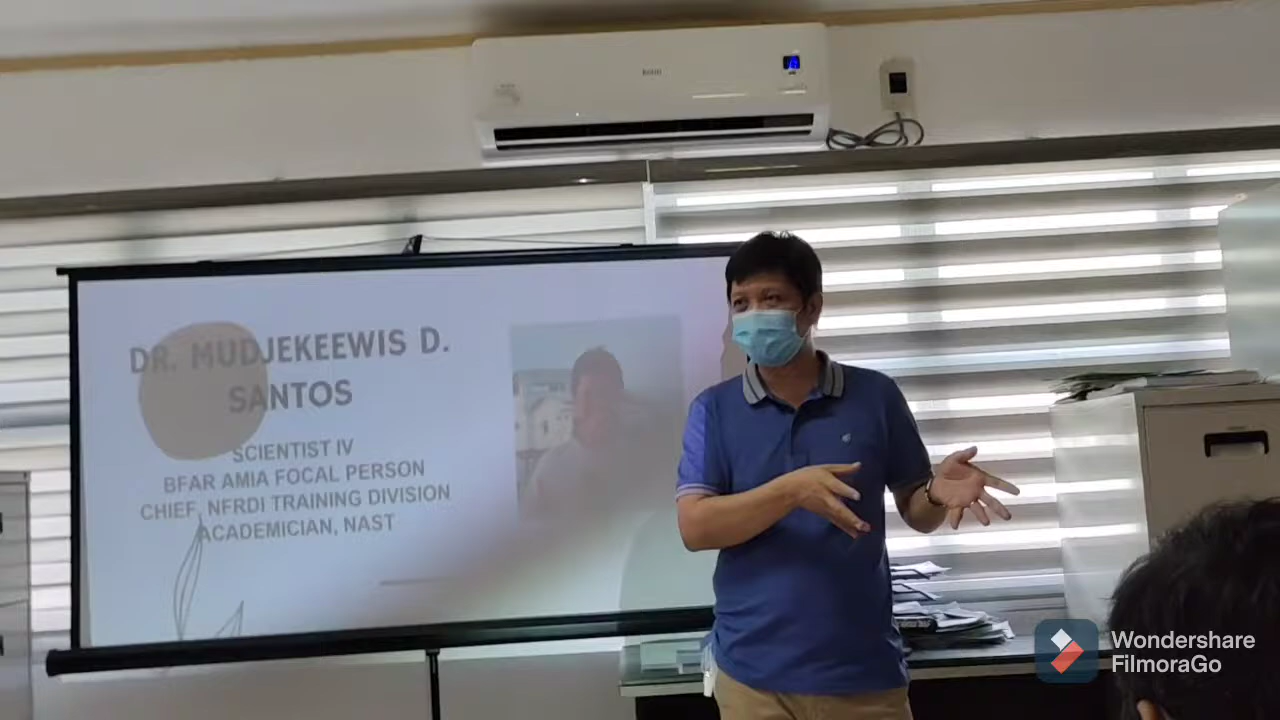 DR. MUDJEKEEWIS D.
SANTOS
SCIENTIST IV
BFAR AMIA FOCAL PERSON
CHIEF, NFRDI TRAINING DIVISION
ACADEMICIAN, NAST
Wondershare
FilmoraGo